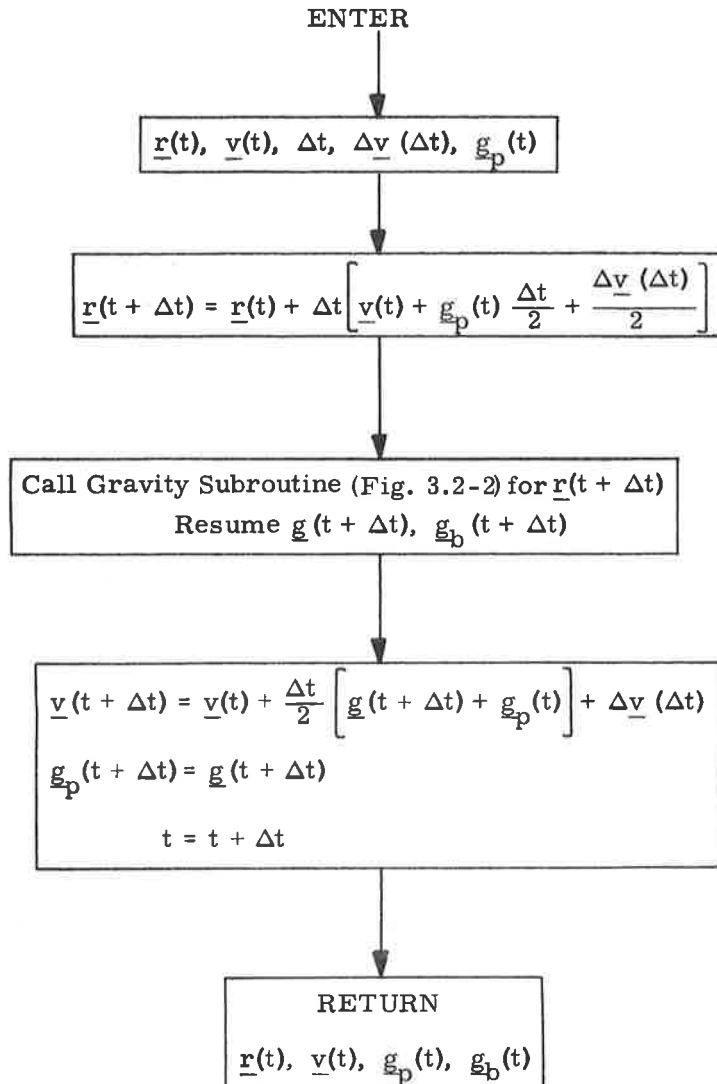 ENTER
r(t), v(t), Δt, Δv (Δt), g_p(t)
r(t + Δt) = r(t) + Δt[v(t) + g_p(t) Δt/2 + Δv (Δt)/2]
Call Gravity Subroutine (Fig. 3.2-2) for r(t + Δt)
Resume g (t + Δt), g_b (t + Δt)
v(t + Δt) = v(t) + Δt/2 [g(t + Δt) + g_p(t)] + Δv (Δt)
g_p(t + Δt) = g (t + Δt)
t = t + Δt
RETURN
r(t), v(t), g_p(t), g_b(t)